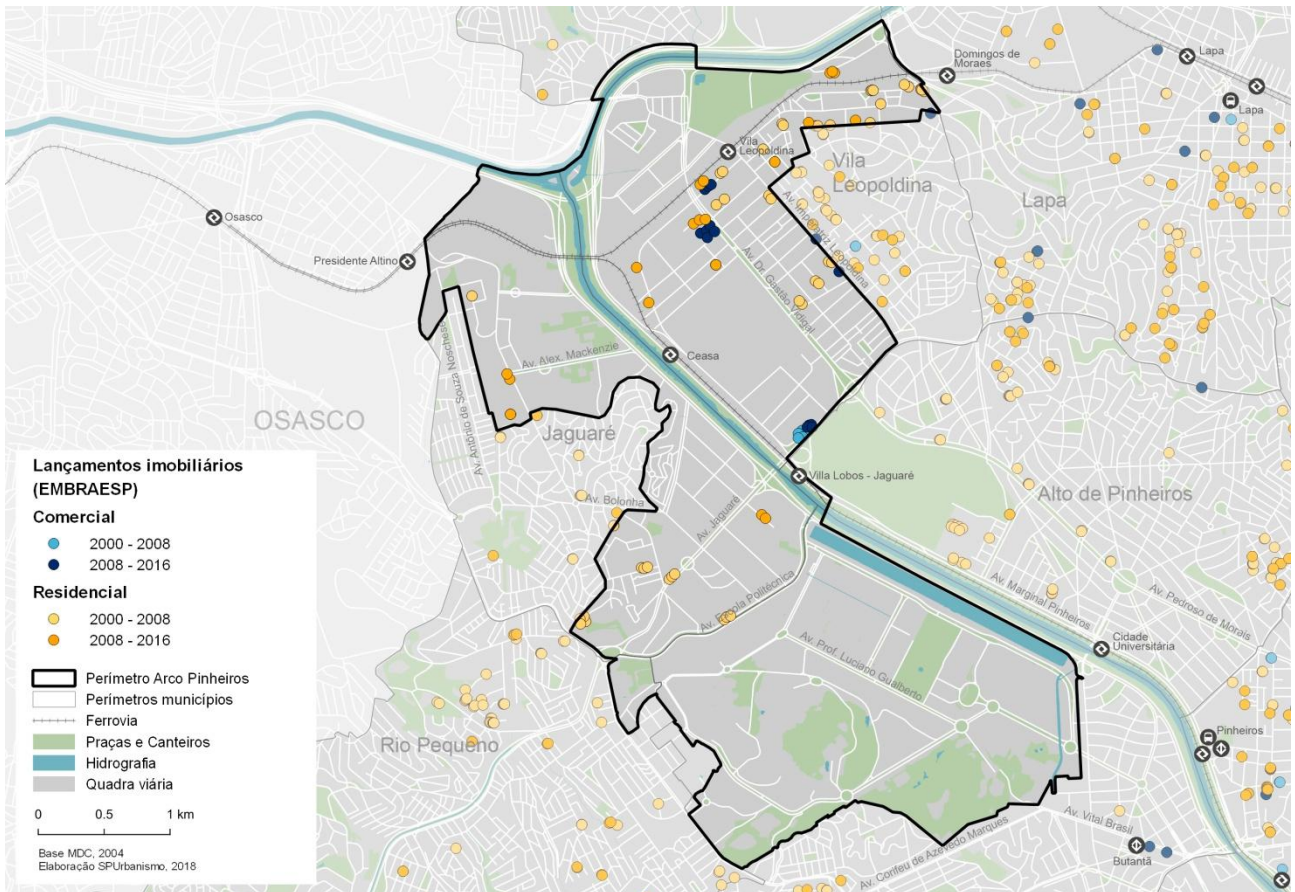 Domingos de
Moraes
Lapa
Lapa
Vila
Leopoldina
Vila
Leopoldina
Lapa
Osasco
Av. Imperatriz Leopoldina
Presidente Altino
Av. Dr. Gastão Vidigal
Av. Alex. Mackenzie
Ceasa
Av. Antonio de Souza Noschese
OSASCO
Jaguaré
Villa Lobos - Jaguaré
Alto de Pinheiros
Av. Bolonha
Av. Jaguaré
Av. Escola Politécnica
Av. Marginal Pinheiros
Av. Pedroso de Morais
Cidade
Universitária
Av. Prof. Luciano Gualberto
Rio Pequeno
Pinheiros
Av. Vital Brasil
Butantã
Av. Corifeu de Azevedo Marques
Lançamentos imobiliários
(EMBRAESP)
Comercial
2000 - 2008
2008 - 2016
Residencial
2000 - 2008
2008 - 2016
Perímetro Arco Pinheiros
Perímetros municípios
Ferrovia
Praças e Canteiros
Hidrografia
Quadra viária
0 0.5 1 km
Base MDC, 2004
Elaboração SPUrbanismo, 2018